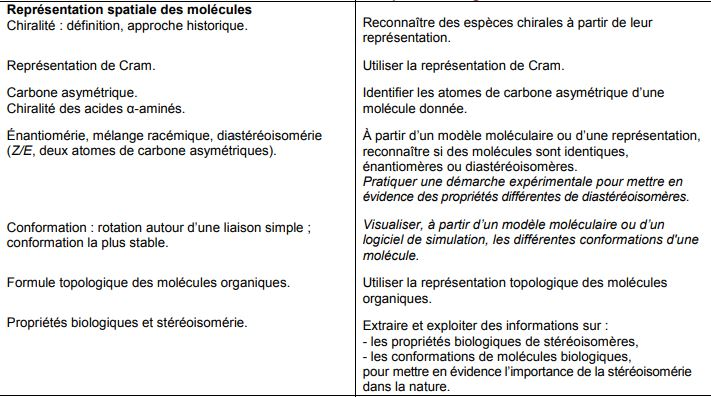 Représentation spatiale des molécules
Chiralité : définition, approche historique.
Reconnaître des espèces chirales à partir de leur
représentation.
Représentation de Cram.
Utiliser la représentation de Cram.
Carbone asymétrique.
Chiralité des acides α-aminés.
Identifier les atomes de carbone asymétrique d’une
molécule donnée.
Énantiomérie, mélange racémique, diastéréoisomérie
(Z/E, deux atomes de carbone asymétriques).
À partir d’un modèle moléculaire ou d’une représentation,
reconnaître si des molécules sont identiques,
énantiomères ou diastéréoisomères.
Pratiquer une démarche expérimentale pour mettre en
évidence des propriétés différentes de diastéréoisomères.
Conformation : rotation autour d’une liaison simple ;
conformation la plus stable.
Visualiser, à partir d’un modèle moléculaire ou d’un
logiciel de simulation, les différentes conformations d'une
molécule.
Formule topologique des molécules organiques.
Utiliser la représentation topologique des molécules
organiques.
Propriétés biologiques et stéréoisomérie.
Extraire et exploiter des informations sur :
- les propriétés biologiques de stéréoisomères,
- les conformations de molécules biologiques,
pour mettre en évidence l’importance de la stéréoisomérie
dans la nature.